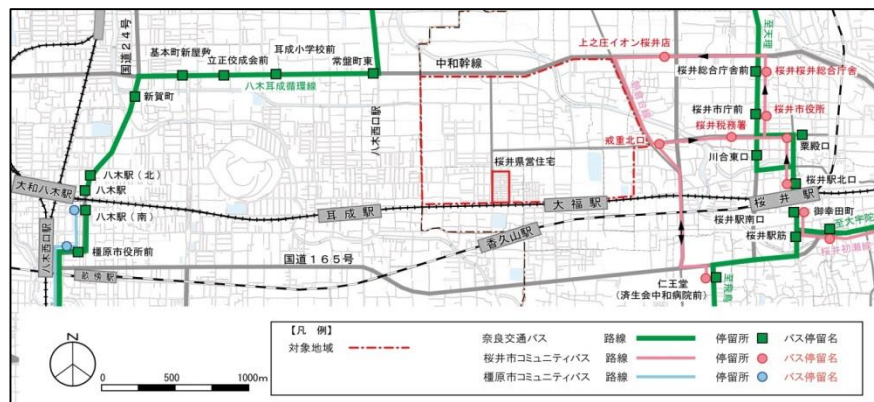 国道24号
基本町新屋敷
立正佼成会前
耳成小学校前
常盤町東
中和幹線
上之庄イオン桜井店
至天理
八木耳成循環線
新賀町
八木西口駅
朝倉台線
桜井総合庁舎前
桜井桜井総合庁舎
桜井市庁前
桜井市役所
桜井税務署
戒重北口
粟殿口
川合東口
桜井県営住宅
八木駅(北)
八木駅
大和八木駅
八木駅(南)
耳成駅
大福駅
桜井駅
桜井駅北口
桜井駅南口
御幸田町
至大宇陀
桜井駅筋
桜井初瀬線
八木西口駅
橿原市役所前
香久山駅
国道165号
畝傍駅
仁王堂
(済生会中和病院前)
至飛鳥
N
0 500 1000m
【凡 例】
対象地域
奈良交通バス 路線 停留所 バス停留名
桜井市コミュニティバス 路線 停留所 バス停留名
橿原市コミュニティバス 路線 停留所 バス停留名